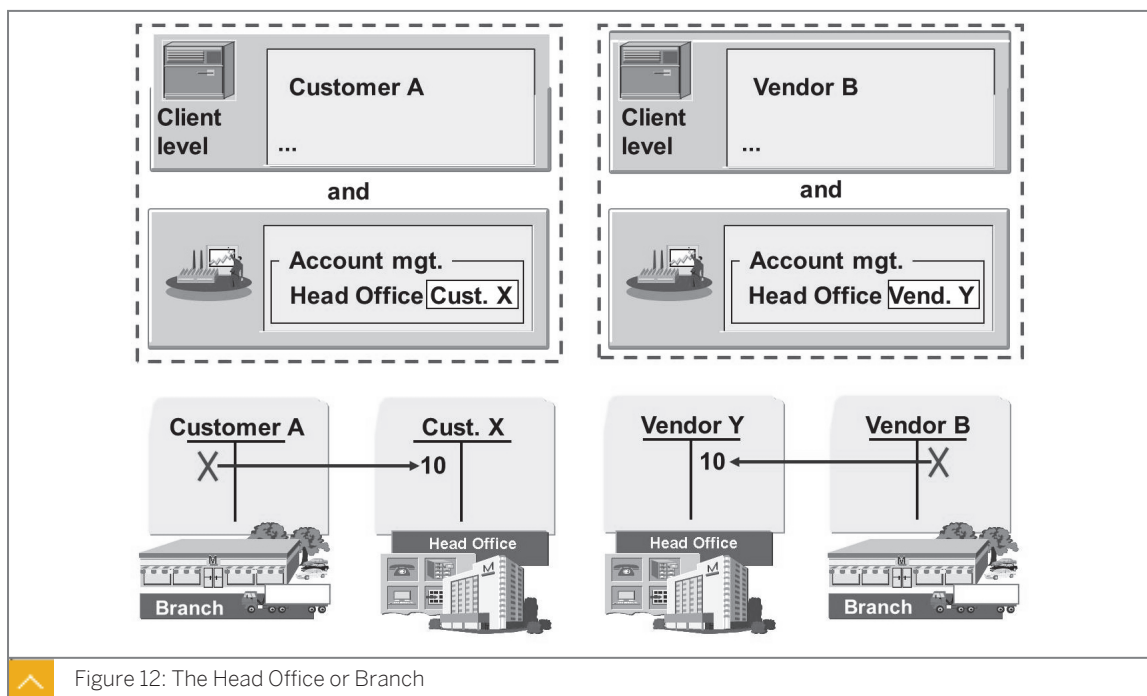 Customer A
Client
level
...
and
Account mgt.
Head Office Cust. X
Vendor B
Client
level
...
and
Account mgt.
Head Office Vend. Y
Customer A
X
Cust. X
10
Vendor Y
10
Vendor B
X
M
Branch
Head Office
M
Head Office
M
M
Branch
Figure 12: The Head Office or Branch